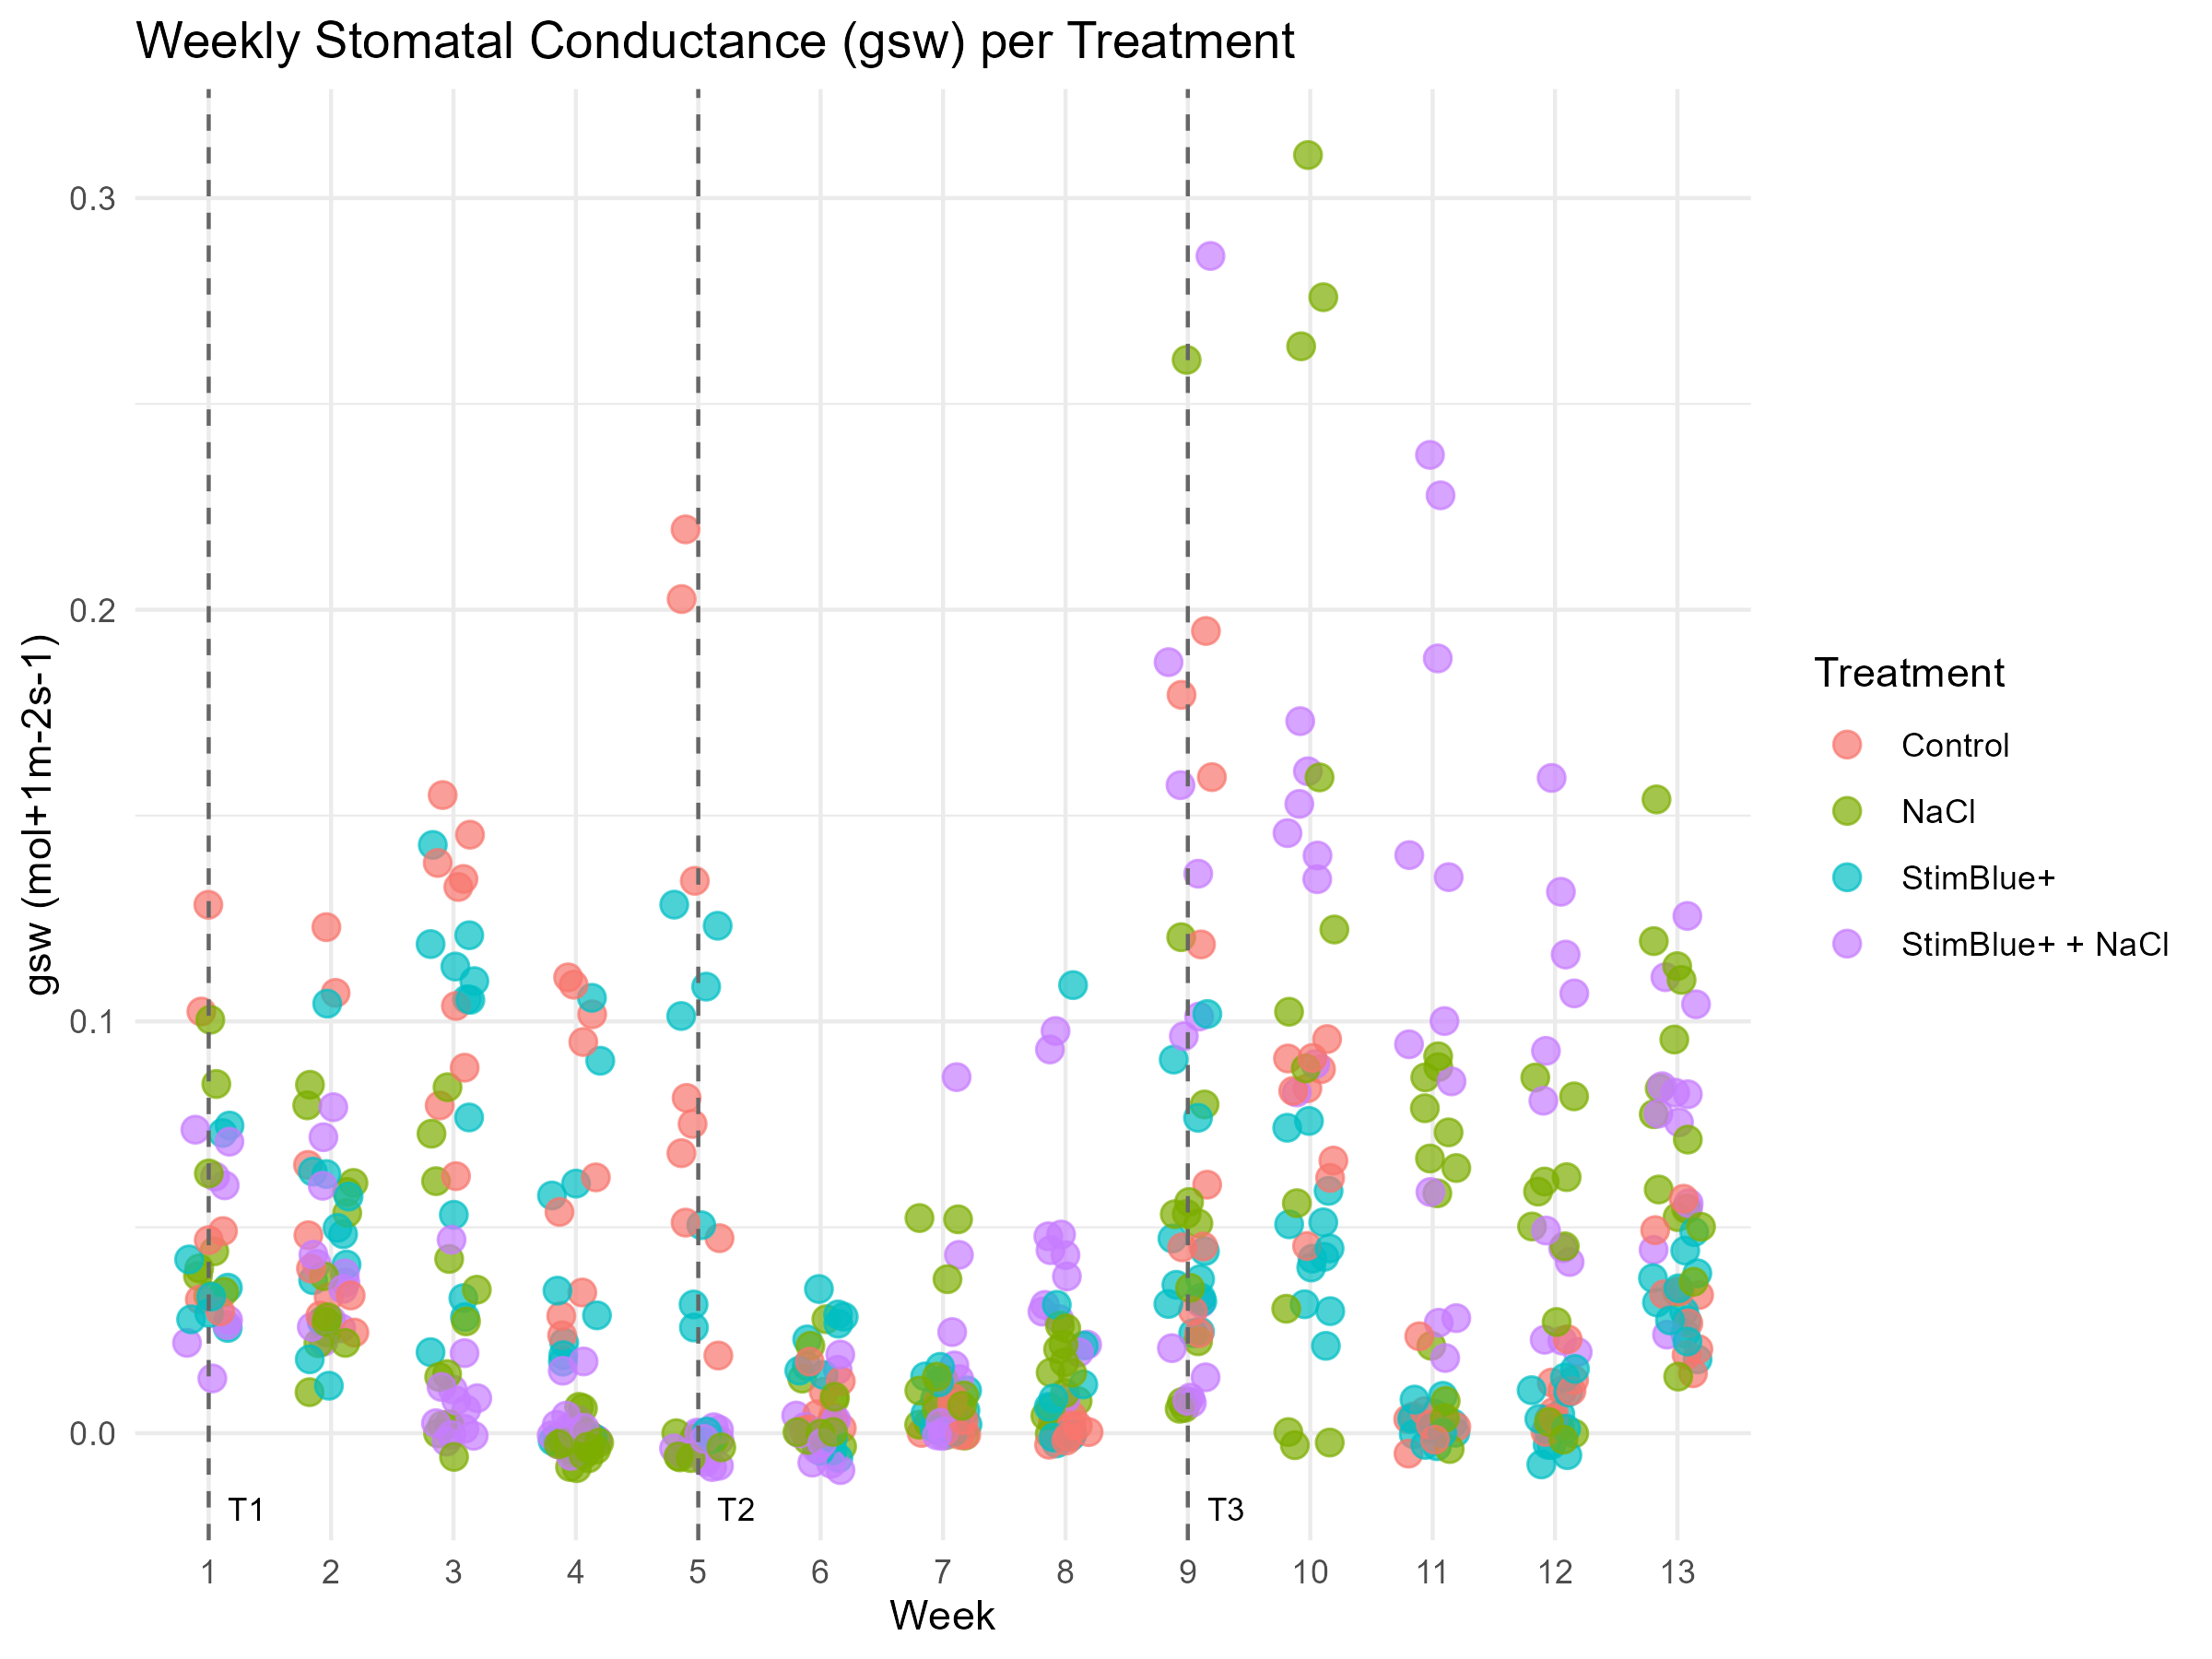 Weekly Stomatal Conductance (gsw) per Treatment
gsw (mol+1m-2s-1)
0.3
0.2
0.1
0.0
T1
T2
T3
1 2 3 4 5 6 7 8 9 10 11 12 13
Week
Treatment
Control
NaCl
StimBlue+
StimBlue+ + NaCl